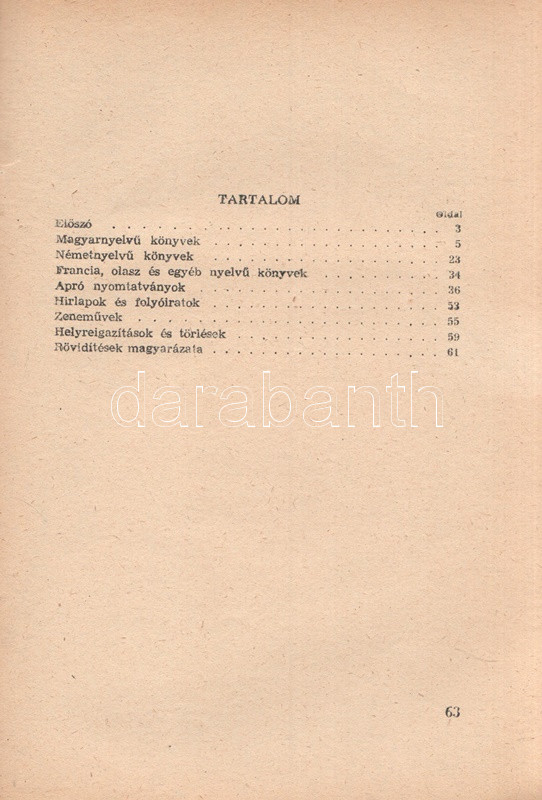 TARTALOM
Oldal
Előszó . . . . . . . . . . . . . . . . . . . . 3
Magyarnyelvű könyvek . . . . . . . . . . . . . . 5
Németnyelvű könyvek . . . . . . . . . . . . . . 23
Francia, olasz és egyéb nyelvű könyvek . . . . . . . . 34
Apró nyomtatványok . . . . . . . . . . . . . . 36
Hirlapok és folyóiratok . . . . . . . . . . . . . . 53
Zeneművek . . . . . . . . . . . . . . . . . . . 55
Helyreigazítások és törlések . . . . . . . . . . . . 59
Rövidítések magyarázata . . . . . . . . . . . . . 61
darabanth
63